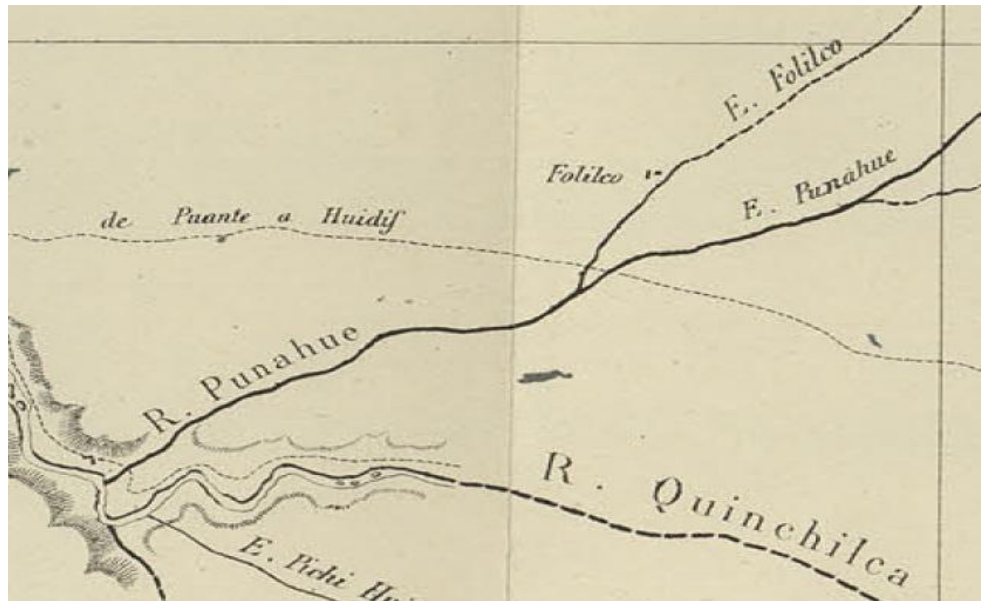 E. Folilco
Folilco
E. Punahue
de Puante a Huidif
R. Punahue
R. Quinchilca
E. Pichi